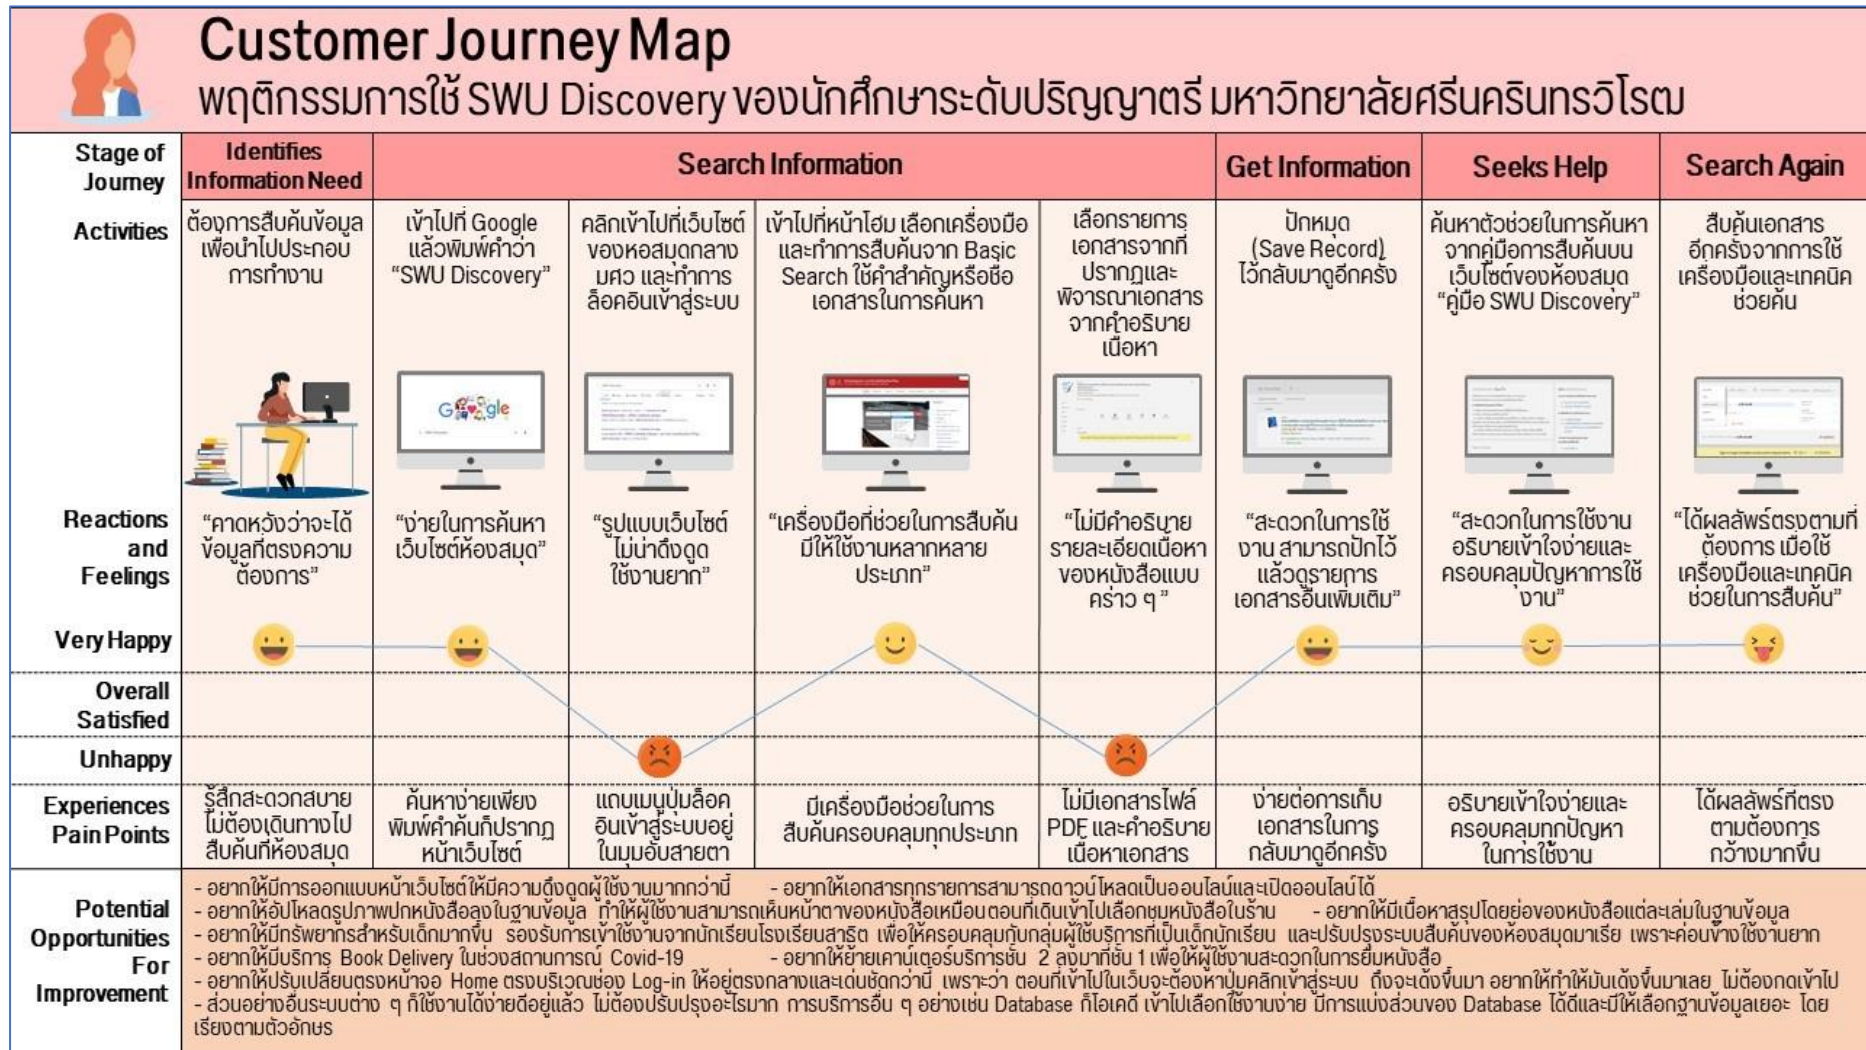 Customer Journey Map
พฤติกรรมการใช้ SWU Discovery ของนักศึกษาระดับปริญญาตรี มหาวิทยาลัยศรีนครินทรวิโรฒ
Stage of
Journey
Identifies
Information Need
Search Information
Get Information
Seeks Help
Search Again
Activities
ต้องการสืบค้นข้อมูล
เพื่อนำไปประกอบ
การทำงาน
เข้าไปที่ Google
แล้วพิมพ์คำว่า
“SWU Discovery”
คลิกเข้าไปที่เว็บไซต์
ของหอสมุดกลาง
มศว และทำการ
ล็อคอินเข้าสู่ระบบ
เข้าไปที่หน้าโฮม เลือกเครื่องมือ
และทำการสืบค้นจาก Basic
Search ใช้คำสำคัญหรือชื่อ
เอกสารในการค้นหา
เลือกรายการ
เอกสารจากที่
ปรากฏและ
พิจารณาเอกสาร
จากคำอธิบาย
เนื้อหา
ปักหมุด
(Save Record)
ไว้กลับมาดูอีกครั้ง
ค้นหาตัวช่วยในการค้นหา
จากคู่มือการสืบค้นบน
เว็บไซต์ของห้องสมุด
“คู่มือ SWU Discovery”
สืบค้นเอกสาร
อีกครั้งจากการใช้
เครื่องมือและเทคนิค
ช่วยค้น
Google
Reactions
and
Feelings
“คาดหวังว่าจะได้
ข้อมูลที่ตรงความ
ต้องการ”
“ง่ายในการค้นหา
เว็บไซต์ห้องสมุด”
“รูปแบบเว็บไซต์
ไม่น่าดึงดูด
ใช้งานยาก”
“เครื่องมือที่ช่วยในการสืบค้น
มีให้ใช้งานหลากหลาย
ประเภท”
“ไม่มีคำอธิบาย
รายละเอียดเนื้อหา
ของหนังสือแบบ
คร่าว ๆ ”
“สะดวกในการใช้
งาน สามารถปักไว้
แล้วดูรายการ
เอกสารอื่นเพิ่มเติม”
“สะดวกในการใช้งาน
อธิบายเข้าใจง่ายและ
ครอบคลุมปัญหาการใช้
งาน”
“ได้ผลลัพธ์ตรงตามที่
ต้องการ เมื่อใช้
เครื่องมือและเทคนิค
ช่วยในการสืบค้น”
Very Happy
Overall
Satisfied
Unhappy
Experiences
Pain Points
รู้สึกสะดวกสบาย
ไม่ต้องเดินทางไป
สืบค้นที่ห้องสมุด
ค้นหาง่ายเพียง
พิมพ์คำค้นก็ปรากฏ
หน้าเว็บไซต์
แถบเมนูปุ่มล็อค
อินเข้าสู่ระบบอยู่
ในมุมอับสายตา
มีเครื่องมือช่วยในการ
สืบค้นครอบคลุมทุกประเภท
ไม่มีเอกสารไฟล์
PDF และคำอธิบาย
เนื้อหาเอกสาร
ง่ายต่อการเก็บ
เอกสารในการ
กลับมาดูอีกครั้ง
อธิบายเข้าใจง่ายและ
ครอบคลุมทุกปัญหา
ในการใช้งาน
ได้ผลลัพธ์ที่ตรง
ตามต้องการ
กว้างมากขึ้น
Potential
Opportunities
For
Improvement
- อยากให้มีการออกแบบหน้าเว็บไซต์ให้มีความดึงดูดผู้ใช้งานมากกว่านี้ - อยากให้เอกสารทุกรายการสามารถดาวน์โหลดเป็นออนไลน์และเปิดออนไลน์ได้
- อยากให้อัปโหลดรูปภาพปกหนังสือลงในฐานข้อมูล ทำให้ผู้ใช้งานสามารถเห็นหน้าตาของหนังสือเหมือนตอนที่เดินเข้าไปเลือกชมหนังสือในร้าน - อยากให้มีเนื้อหาสรุปโดยย่อของหนังสือแต่ละเล่มในฐานข้อมูล
- อยากให้มีทรัพยากรสำหรับเด็กมากขึ้น รองรับการเข้าใช้งานจากนักเรียนโรงเรียนสาธิต เพื่อให้ครอบคลุมกับกลุ่มผู้ใช้บริการที่เป็นเด็กนักเรียน และปรับปรุงระบบสืบค้นของห้องสมุดมาเรีย เพราะค่อนข้างใช้งานยาก
- อยากให้มีบริการ Book Delivery ในช่วงสถานการณ์ Covid-19 - อยากให้ย้ายเคาน์เตอร์บริการชั้น 2 ลงมาที่ชั้น 1 เพื่อให้ผู้ใช้งานสะดวกในการยืมหนังสือ
- อยากให้ปรับเปลี่ยนตรงหน้าจอ Home ตรงบริเวณช่อง Log-in ให้อยู่ตรงกลางและเด่นชัดกว่านี้ เพราะว่า ตอนที่เข้าไปในเว็บจะต้องหาปุ่มคลิกเข้าสู่ระบบ ถึงจะเด้งขึ้นมา อยากให้ทำให้มันเด้งขึ้นมาเลย ไม่ต้องกดเข้าไป
- ส่วนอย่างอื่นระบบต่าง ๆ ก็ใช้งานได้ง่ายดีอยู่แล้ว ไม่ต้องปรับปรุงอะไรมาก การบริการอื่น ๆ อย่างเช่น Database ก็โอเคดี เข้าไปเลือกใช้งานง่าย มีการแบ่งส่วนของ Database ได้ดีและมีให้เลือกฐานข้อมูลเยอะ โดย
เรียงตามตัวอักษร